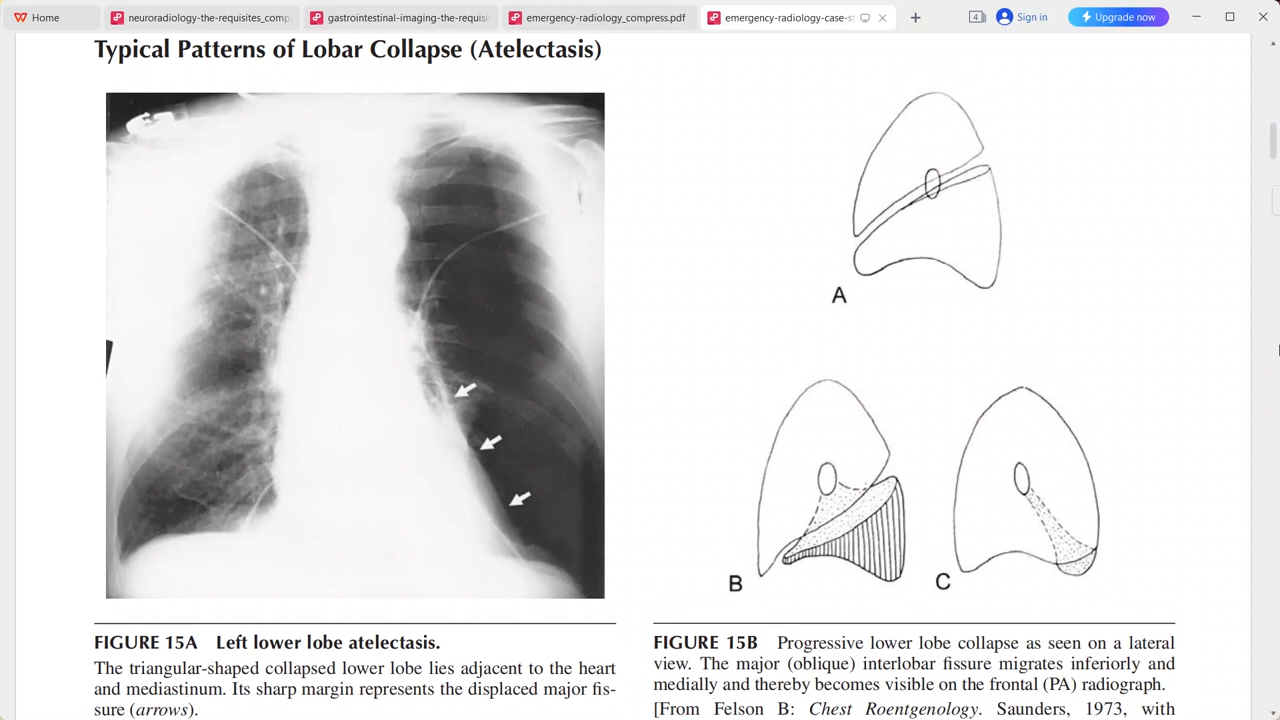 Home
neuroradiology-the-requisites_comp
gastrointestinal-imaging-the-requisit
emergency-radiology_compress.pdf
emergency-radiology-case-st
4
Sign in
Upgrade now
Typical Patterns of Lobar Collapse (Atelectasis)
A
B
C
FIGURE 15A Left lower lobe atelectasis.
The triangular-shaped collapsed lower lobe lies adjacent to the heart
and mediastinum. Its sharp margin represents the displaced major fis-
sure (arrows).
FIGURE 15B Progressive lower lobe collapse as seen on a lateral
view. The major (oblique) interlobar fissure migrates inferiorly and
medially and thereby becomes visible on the frontal (PA) radiograph.
[From Felson B: Chest Roentgenology. Saunders, 1973, with